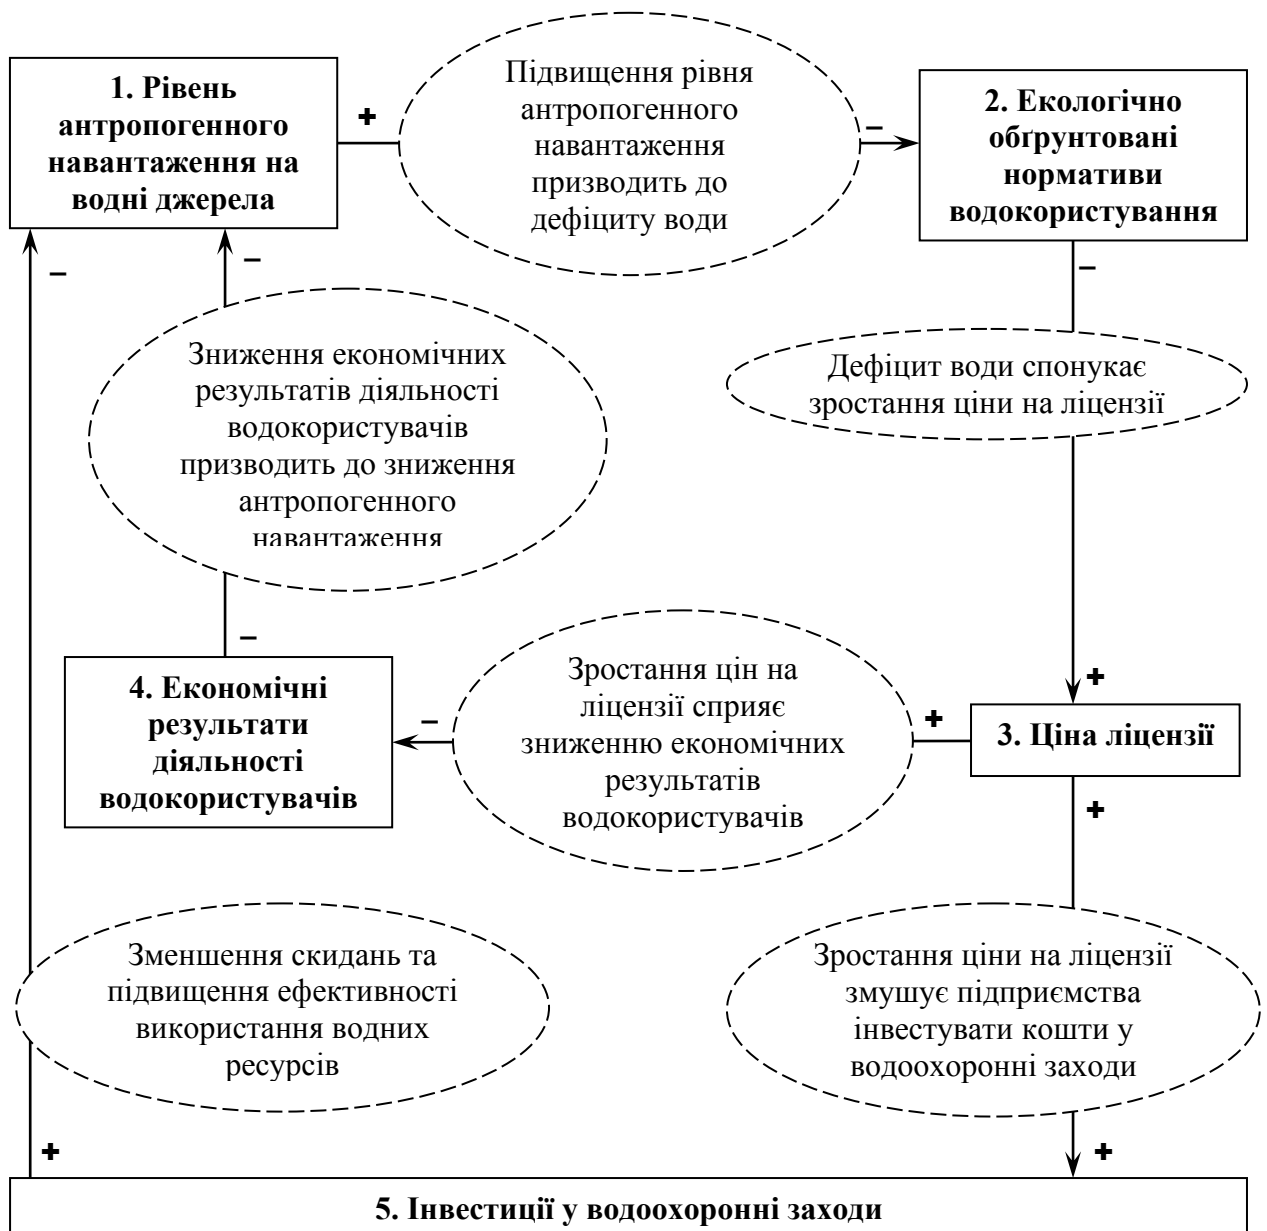 1. Рівень
антропогенного
навантаження на
водні джерела
+
Підвищення рівня
антропогенного
навантаження
призводить до
дефіциту води
–
2. Екологічно
обґрунтовані
нормативи
водокористування
–
–
–
Зниження економічних
результатів діяльності
водокористувачів
призводить до зниження
антропогенного
навантаження
Дефіцит води спонукає
зростання ціни на ліцензії
–
+
4. Економічні
результати
діяльності
водокористувачів
–
Зростання цін на
ліцензії сприяє
зниженню економічних
результатів
водокористувачів
+
3. Ціна ліцензії
+
Зменшення скидань та
підвищення ефективності
використання водних
ресурсів
Зростання ціни на ліцензії
змушує підприємства
інвестувати кошти у
водоохоронні заходи
+
+
5. Інвестиції у водоохоронні заходи